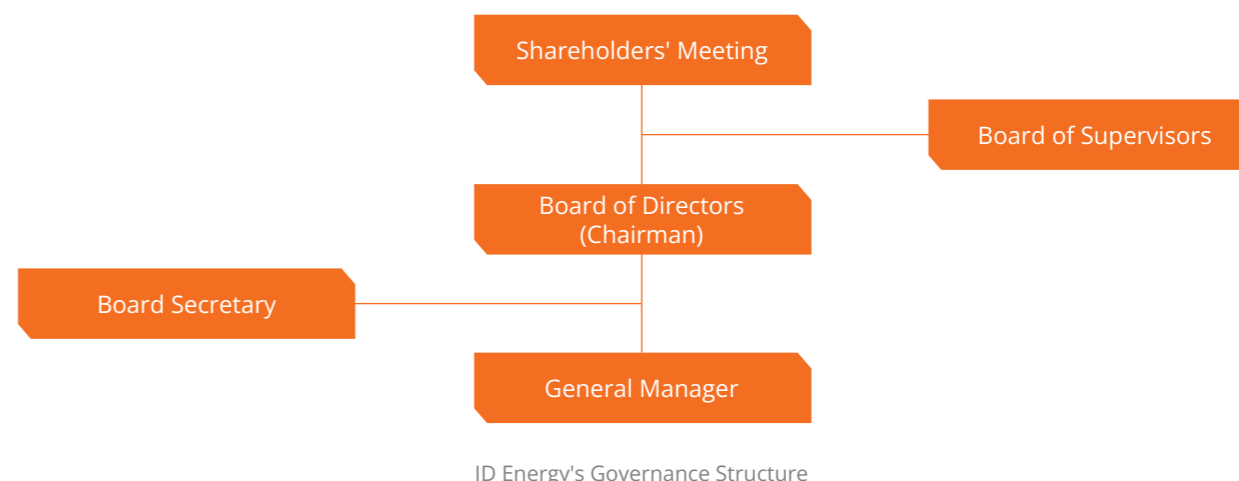 Shareholders' Meeting
Board of Supervisors
Board of Directors
(Chairman)
Board Secretary
General Manager
ID Energy's Governance Structure